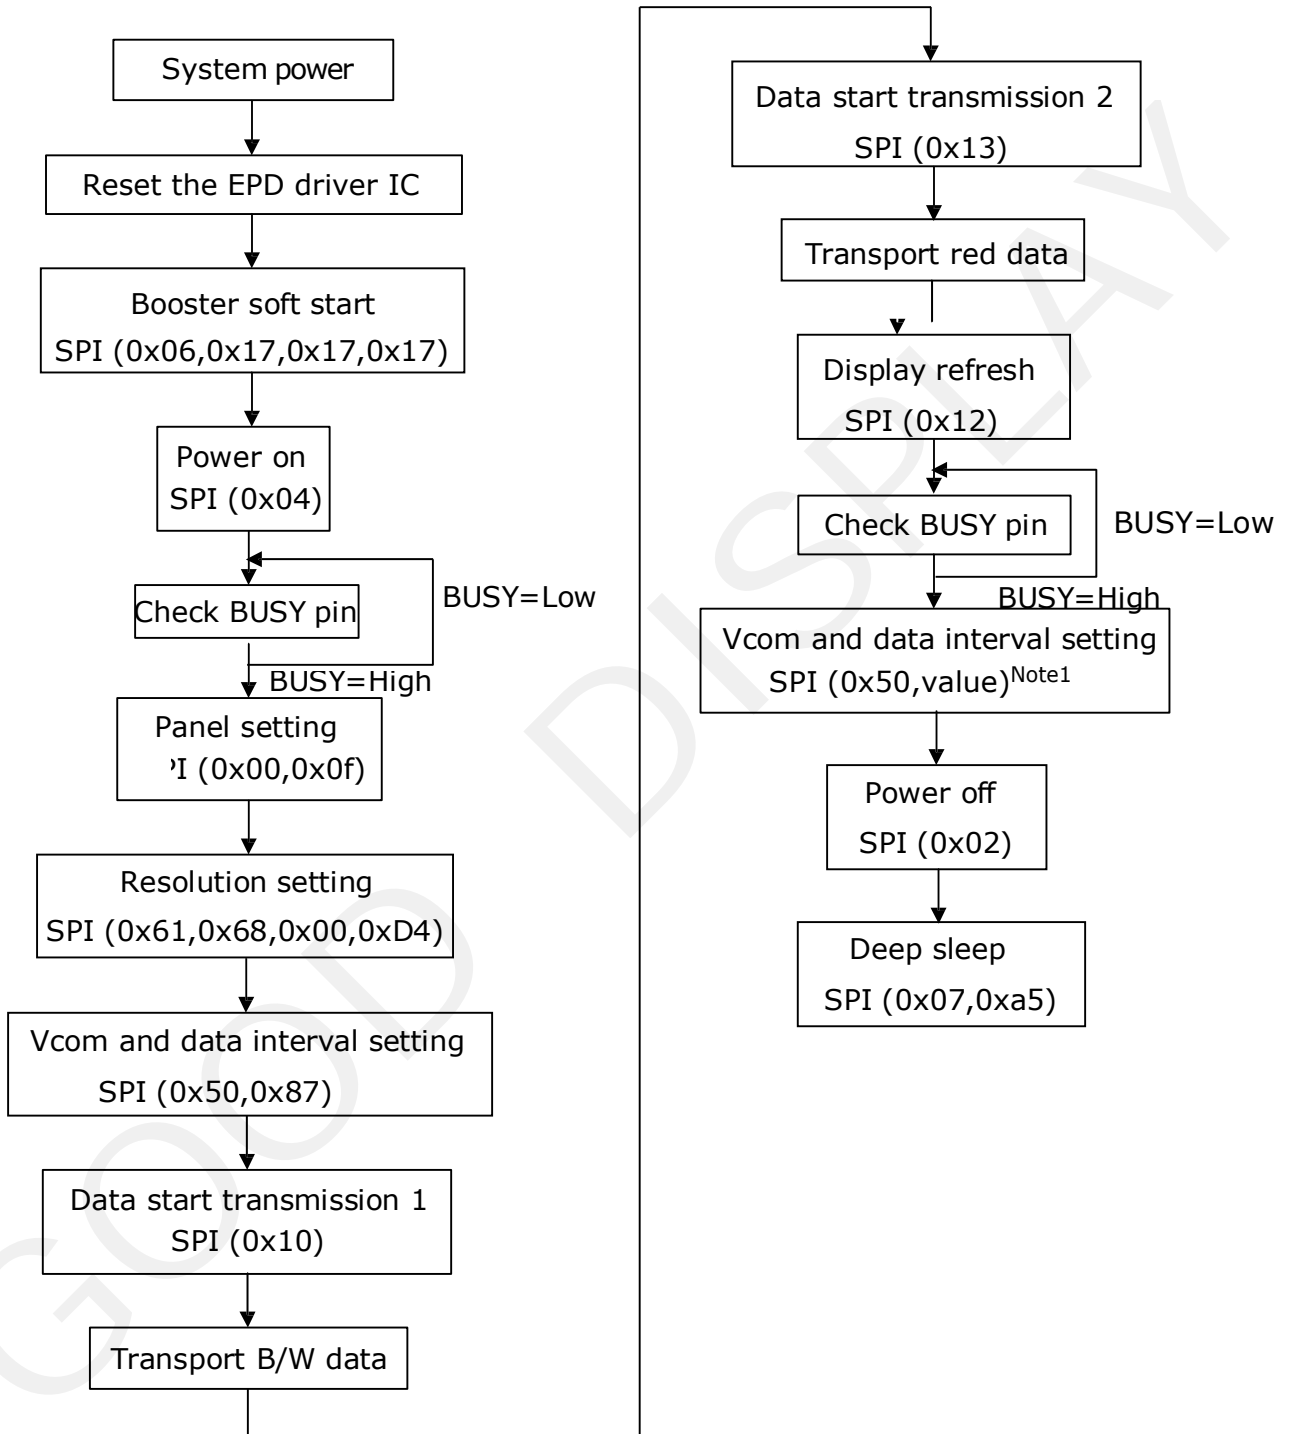 System power
Reset the EPD driver IC
Booster soft start
SPI (0x06,0x17,0x17,0x17)
Power on
SPI (0x04)
BUSY=Low
Check BUSY pin
BUSY=High
Panel setting
PI (0x00,0x0f)
Resolution setting
SPI (0x61,0x68,0x00,0xD4)
Vcom and data interval setting
SPI (0x50,0x87)
Data start transmission 1
SPI (0x10)
Transport B/W data
Data start transmission 2
SPI (0x13)
Transport red data
Display refresh
SPI (0x12)
Check BUSY pin
BUSY=Low
BUSY=High
Vcom and data interval setting
SPI (0x50,value)Note1
Power off
SPI (0x02)
Deep sleep
SPI (0x07,0xa5)
GOOD DISPLAY